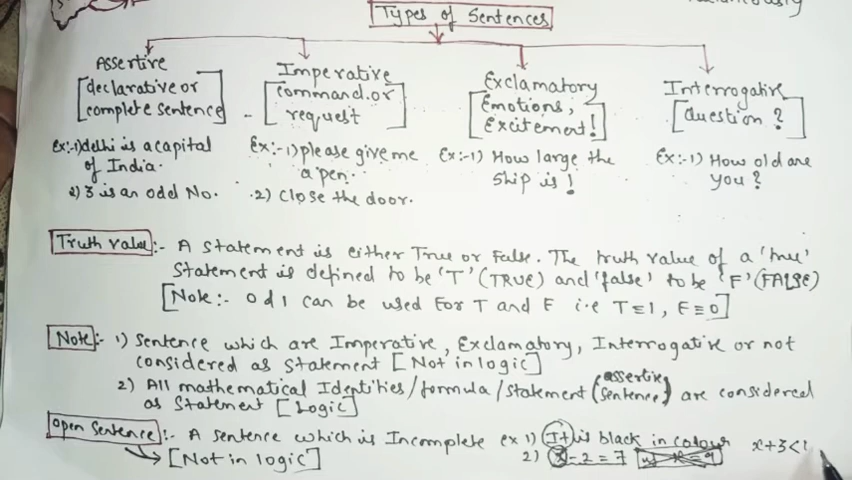 Types of Sentences
Assertive
[declarative or
complete sentence]
Ex:-1) delhi is a capital
of India.
2) 3 is an odd No.
Imperative
[command or
request]
Ex:-1) please give me
a pen.
2) Close the door.
Exclamatory
[Emotions,
Excitement!]
Ex:-1) How large the
ship is!
Interrogative
[Question?]
Ex:-1) How old are
you?
Truth value:- A statement is either True or False. The truth value of a 'true'
statement is defined to be 'T' (TRUE) and 'false' to be 'F' (FALSE)
[Note:- 0 d 1 can be used for T and F i.e T≡1, F≡0]
Note:- 1) Sentence which are Imperative, Exclamatory, Interrogative or not
considered as statement [Not in logic]
2) All mathematical Identities/formula/statement (assertive sentence) are considered
as statement [Logic]
Open Sentence:- A sentence which is Incomplete ex 1) It is black in colour x+3<1
[Not in logic] 2) x-2=7